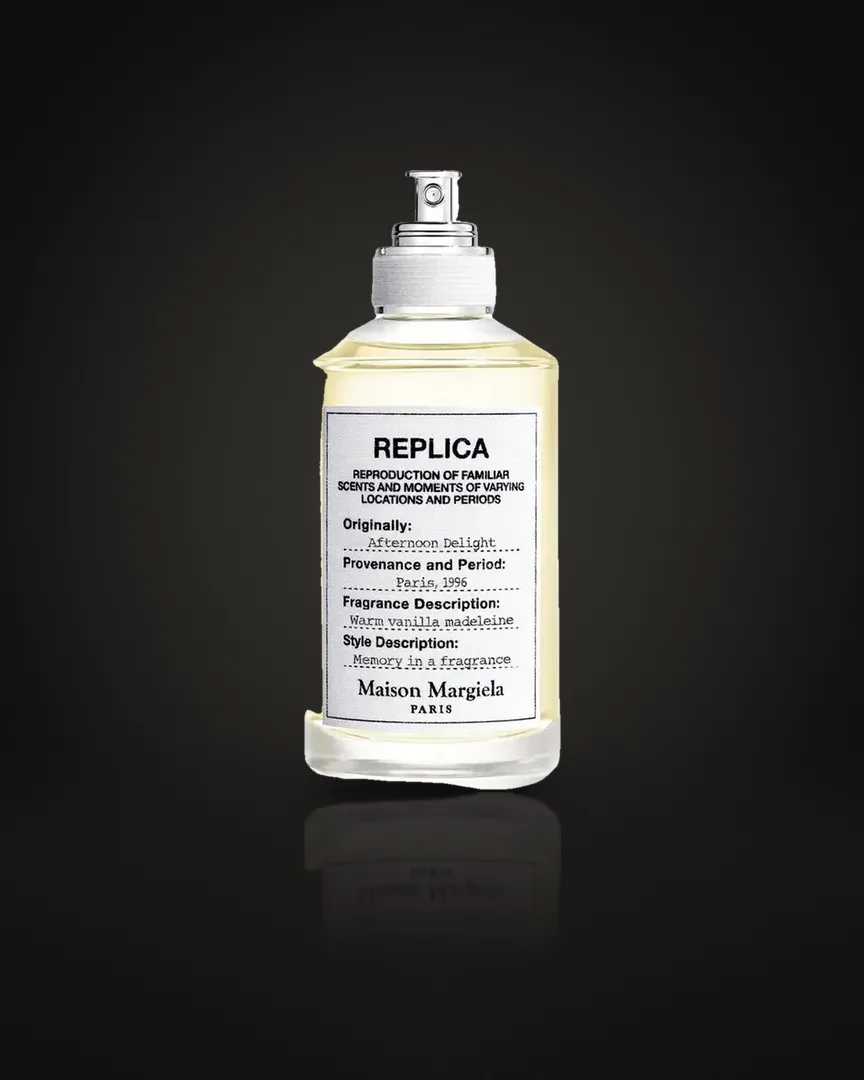 REPLICA
REPRODUCTION OF FAMILIAR
SCENTS AND MOMENTS OF VARYING
LOCATIONS AND PERIODS
Originally:
Afternoon Delight
Provenance and Period:
Paris, 1996
Fragrance Description:
Warm vanilla madeleine
Style Description:
Memory in a fragrance
Maison Margiela
PARIS